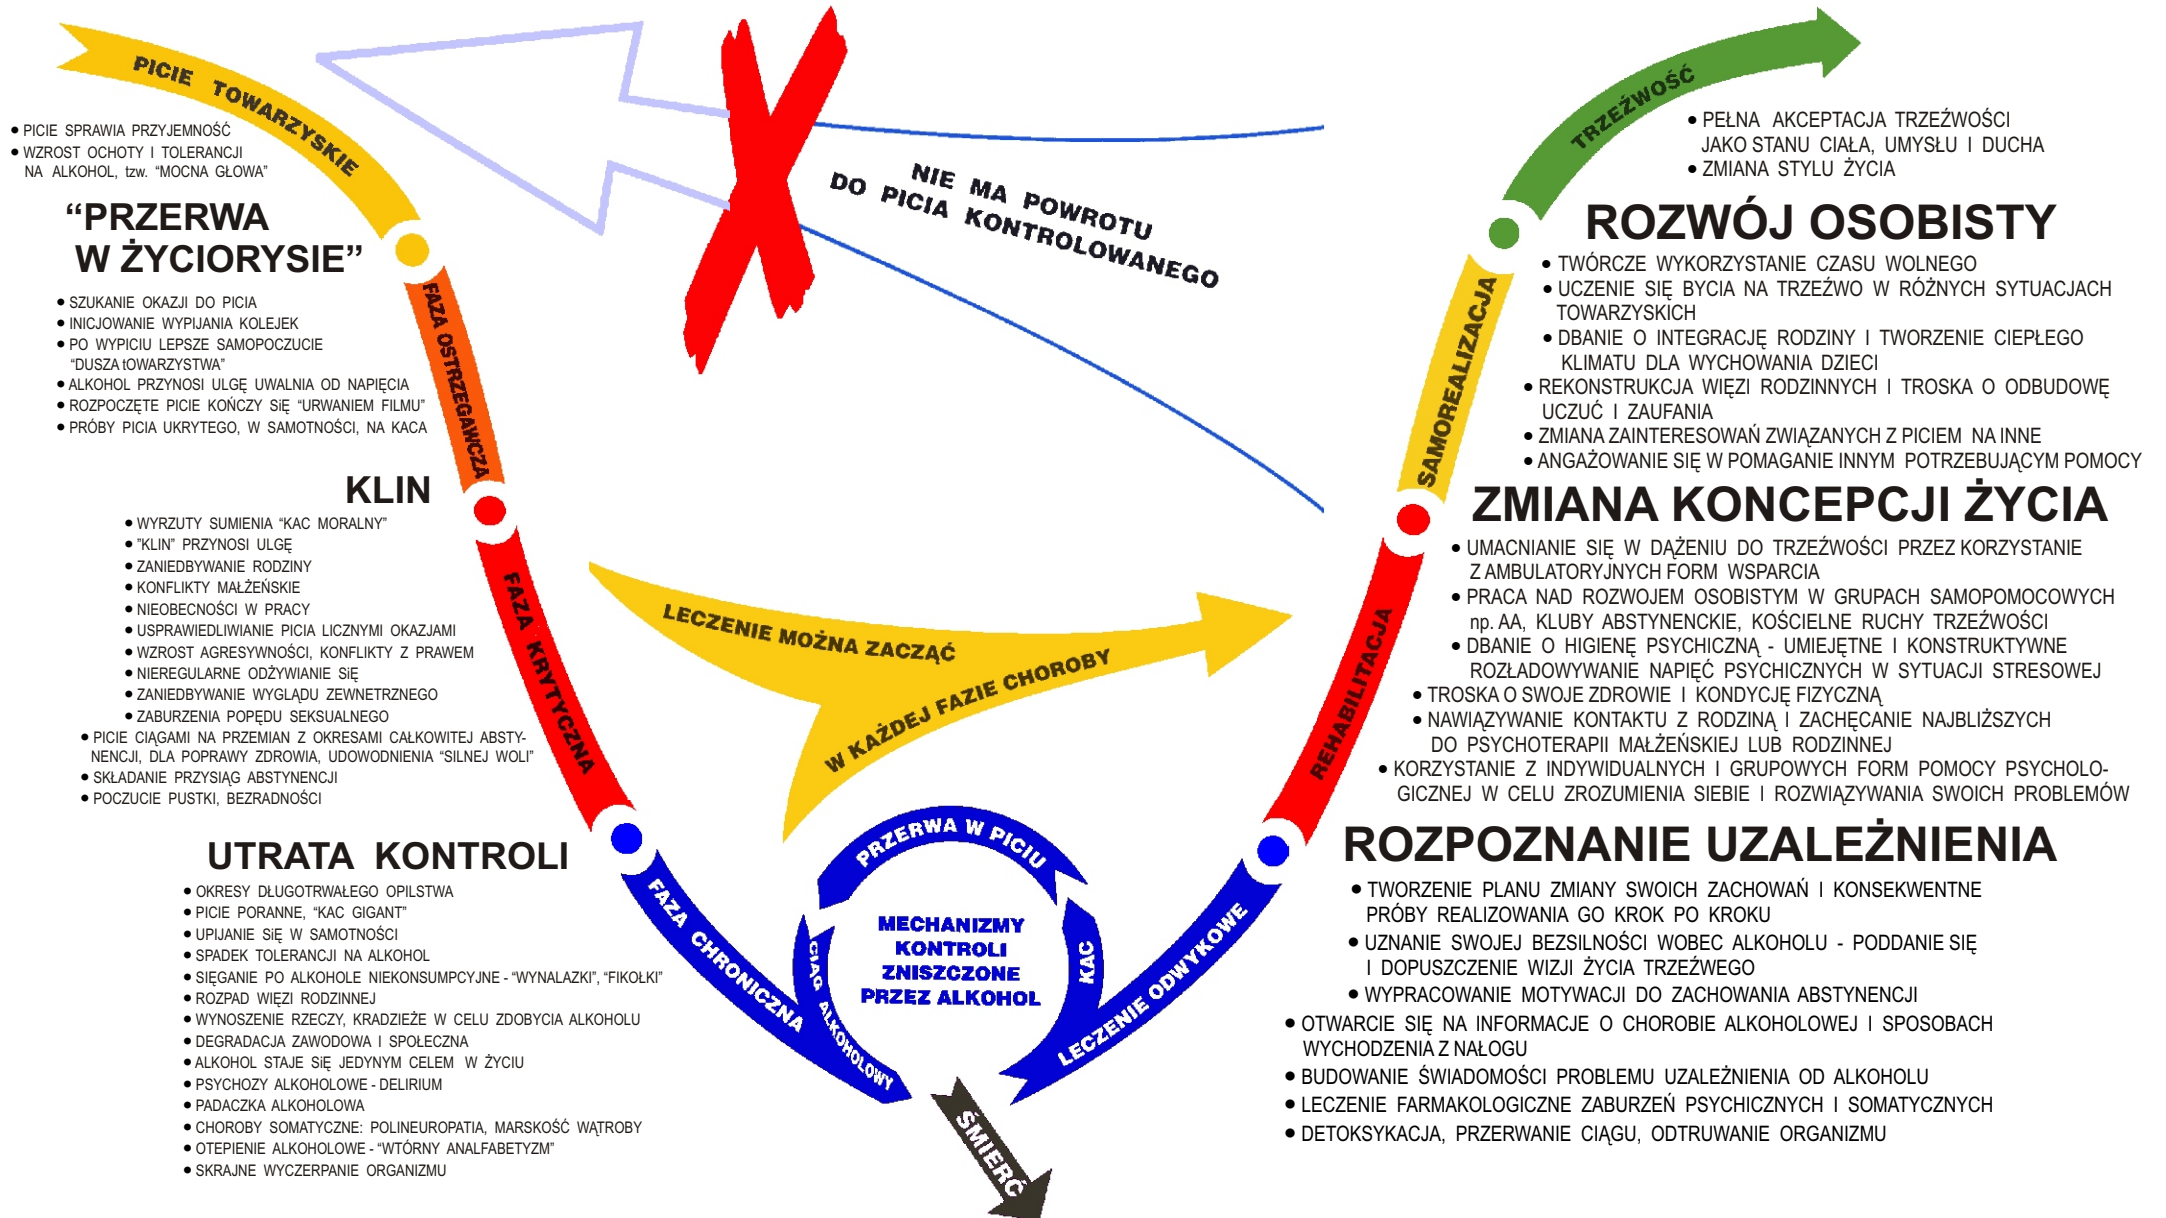 PICIE TOWARZYSKIE
• PICIE SPRAWIA PRZYJEMNOŚĆ
• WZROST OCHOTY I TOLERANCJI
NA ALKOHOL, tzw. “MOCNA GŁOWA”
“PRZERWA
W ŻYCIORYSIE”
FAZA OSTRZEGAWCZA
• SZUKANIE OKAZJI DO PICIA
• INICJOWANIE WYPIJANIA KOLEJEK
• PO WYPICIU LEPSZE SAMOPOCZUCIE
“DUSZA tOWARZYSTWA”
• ALKOHOL PRZYNOSI ULGĘ UWALNIA OD NAPIĘCIA
• ROZPOCZĘTE PICIE KOŃCZY SiĘ “URWANIEM FILMU”
• PRÓBY PICIA UKRYTEGO, W SAMOTNOŚCI, NA KACA
KLIN
FAZA KRYTYCZNA
• WYRZUTY SUMIENIA “KAC MORALNY”
• ”KLIN” PRZYNOSI ULGĘ
• ZANIEDBYWANIE RODZINY
• KONFLIKTY MAŁŻEŃSKIE
• NIEOBECNOŚCI W PRACY
• USPRAWIEDLIWIANIE PICIA LICZNYMI OKAZJAMI
• WZROST AGRESYWNOŚCI, KONFLIKTY Z PRAWEM
• NIEREGULARNE ODŻYWIANIE SiĘ
• ZANIEDBYWANIE WYGLĄDU ZEWNETRZNEGO
• ZABURZENIA POPĘDU SEKSUALNEGO
• PICIE CIĄGAMI NA PRZEMIAN Z OKRESAMI CAŁKOWITEJ ABSTY-
NENCJI, DLA POPRAWY ZDROWIA, UDOWODNIENIA “SILNEJ WOLI”
• SKŁADANIE PRZYSIĄG ABSTYNENCJI
• POCZUCIE PUSTKI, BEZRADNOŚCI
UTRATA KONTROLI
FAZA CHRONICZNA
• OKRESY DŁUGOTRWAŁEGO OPILSTWA
• PICIE PORANNE, “KAC GIGANT”
• UPIJANIE SiĘ W SAMOTNOŚCI
• SPADEK TOLERANCJI NA ALKOHOL
• SIĘGANIE PO ALKOHOLE NIEKONSUMPCYJNE - “WYNALAZKI”, “FIKOŁKI”
• ROZPAD WIĘZI RODZINNEJ
• WYNOSZENIE RZECZY, KRADZIEŻE W CELU ZDOBYCIA ALKOHOLU
• DEGRADACJA ZAWODOWA I SPOŁECZNA
• ALKOHOL STAJE SiĘ JEDYNYM CELEM W ŻYCIU
• PSYCHOZY ALKOHOLOWE - DELIRIUM
• PADACZKA ALKOHOLOWA
• CHOROBY SOMATYCZNE: POLINEUROPATIA, MARSKOŚĆ WĄTROBY
• OTEPIENIE ALKOHOLOWE - “WTÓRNY ANALFABETYZM”
• SKRAJNE WYCZERPANIE ORGANIZMU
NIE MA POWROTU
DO PICIA KONTROLOWANEGO
LECZENIE MOŻNA ZACZĄĆ
W KAŻDEJ FAZIE CHOROBY
PRZERWA W PICIU
CIĄG ALKOHOLOWY
KAC
MECHANIZMY
KONTROLI
ZNISZCZONE
PRZEZ ALKOHOL
ŚMIERĆ
LECZENIE ODWYKOWE
REHABILITACJA
SAMOREALIZACJA
TRZEŹWOŚĆ
• PEŁNA AKCEPTACJA TRZEŹWOŚCI
JAKO STANU CIAŁA, UMYSŁU I DUCHA
• ZMIANA STYLU ŻYCIA
ROZWÓJ OSOBISTY
• TWÓRCZE WYKORZYSTANIE CZASU WOLNEGO
• UCZENIE SIĘ BYCIA NA TRZEŹWO W RÓŻNYCH SYTUACJACH
TOWARZYSKICH
• DBANIE O INTEGRACJĘ RODZINY I TWORZENIE CIEPŁEGO
KLIMATU DLA WYCHOWANIA DZIECI
• REKONSTRUKCJA WIĘZI RODZINNYCH I TROSKA O ODBUDOWĘ
UCZUĆ I ZAUFANIA
• ZMIANA ZAINTERESOWAŃ ZWIĄZANYCH Z PICIEM NA INNE
• ANGAŻOWANIE SIĘ W POMAGANIE INNYM POTRZEBUJĄCYM POMOCY
ZMIANA KONCEPCJI ŻYCIA
• UMACNIANIE SIĘ W DĄŻENIU DO TRZEŹWOŚCI PRZEZ KORZYSTANIE
Z AMBULATORYJNYCH FORM WSPARCIA
• PRACA NAD ROZWOJEM OSOBISTYM W GRUPACH SAMOPOMOCOWYCH
np. AA, KLUBY ABSTYNENCKIE, KOŚCIELNE RUCHY TRZEŹWOŚCI
• DBANIE O HIGIENĘ PSYCHICZNĄ - UMIEJĘTNE I KONSTRUKTYWNE
ROZŁADOWYWANIE NAPIĘĆ PSYCHICZNYCH W SYTUACJI STRESOWEJ
• TROSKA O SWOJE ZDROWIE I KONDYCJĘ FIZYCZNĄ
• NAWIĄZYWANIE KONTAKTU Z RODZINĄ I ZACHĘCANIE NAJBLIŻSZYCH
DO PSYCHOTERAPII MAŁŻEŃSKIEJ LUB RODZINNEJ
• KORZYSTANIE Z INDYWIDUALNYCH I GRUPOWYCH FORM POMOCY PSYCHOLO-
GICZNEJ W CELU ZROZUMIENIA SIEBIE I ROZWIĄZYWANIA SWOICH PROBLEMÓW
ROZPOZNANIE UZALEŻNIENIA
• TWORZENIE PLANU ZMIANY SWOICH ZACHOWAŃ I KONSEKWENTNE
PRÓBY REALIZOWANIA GO KROK PO KROKU
• UZNANIE SWOJEJ BEZSILNOŚCI WOBEC ALKOHOLU - PODDANIE SIĘ
I DOPUSZCZENIE WIZJI ŻYCIA TRZEŹWEGO
• WYPRACOWANIE MOTYWACJI DO ZACHOWANIA ABSTYNENCJI
• OTWARCIE SIĘ NA INFORMACJE O CHOROBIE ALKOHOLOWEJ I SPOSOBACH
WYCHODZENIA Z NAŁOGU
• BUDOWANIE ŚWIADOMOŚCI PROBLEMU UZALEŻNIENIA OD ALKOHOLU
• LECZENIE FARMAKOLOGICZNE ZABURZEŃ PSYCHICZNYCH I SOMATYCZNYCH
• DETOKSYKACJA, PRZERWANIE CIĄGU, ODTRUWANIE ORGANIZMU